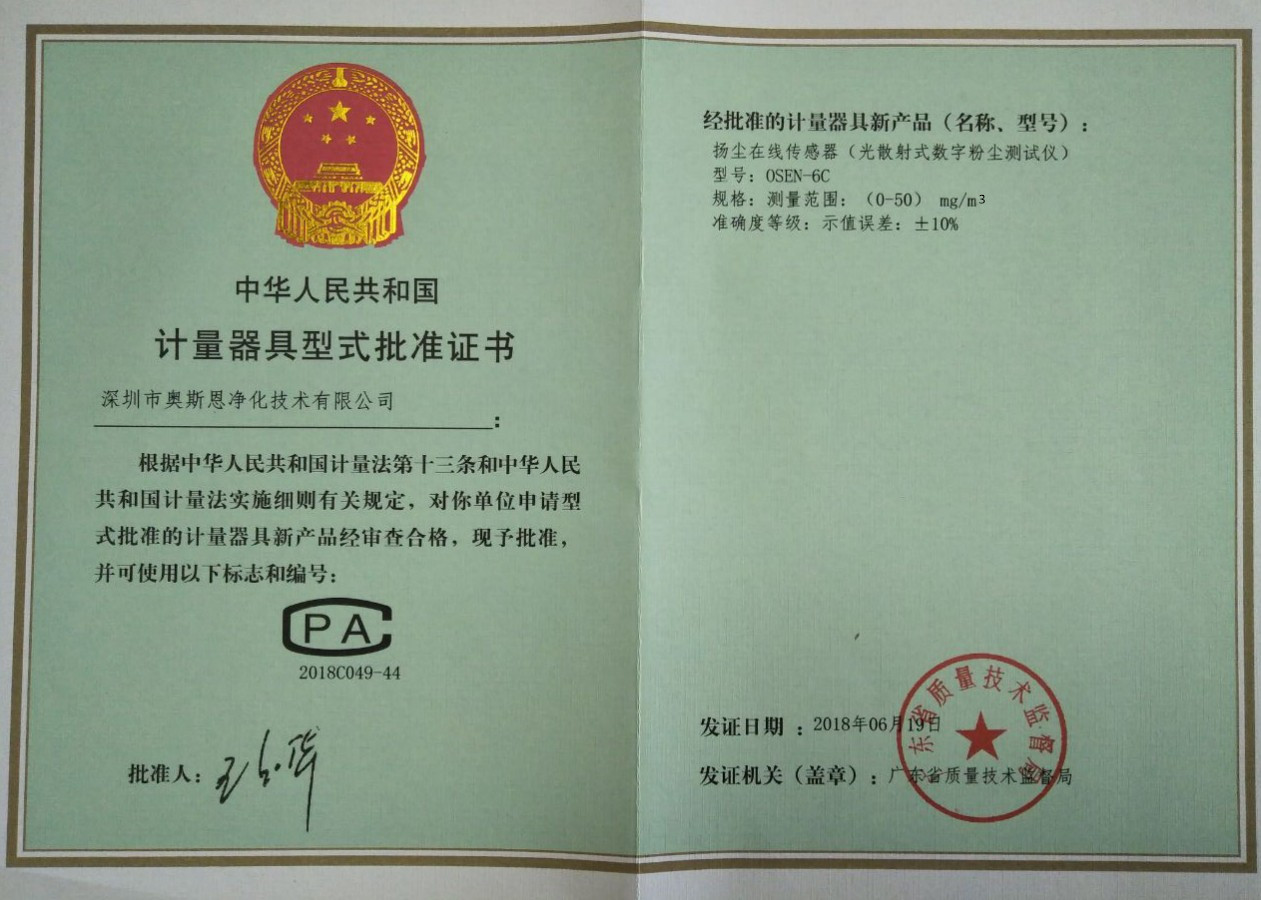 中华人民共和国
计量器具型式批准证书
深圳市奥斯恩净化技术有限公司
:
根据中华人民共和国计量法第十三条和中华人民
共和国计量法实施细则有关规定，对你单位申请型
式批准的计量器具新产品经审查合格，现予批准，
并可使用以下标志和编号：
PA
2018C049-44
批准人：
经批准的计量器具新产品（名称、型号）：
扬尘在线传感器（光散射式数字粉尘测试仪）
型号：OSEN-6C
规格：测量范围：（0-50） mg/m³
准确度等级：示值误差：±10%
发证日期 ：2018年06月19日
发证机关（盖章）：广东省质量技术监督局
东省质量技术监督局